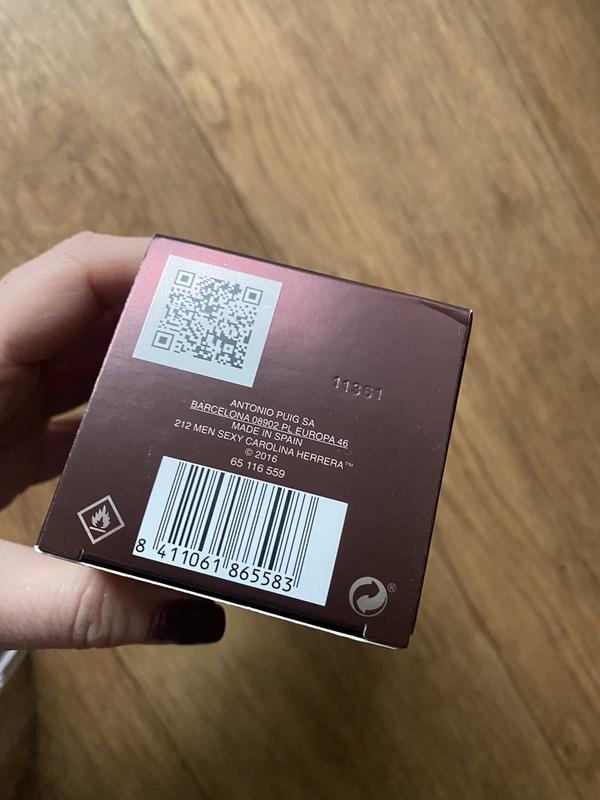 11361
ANTONIO PUIG SA
BARCELONA 08902 PL EUROPA 46
MADE IN SPAIN
212 MEN SEXY CAROLINA HERRERA™
© 2016
65 116 559
8 411061 865583
®